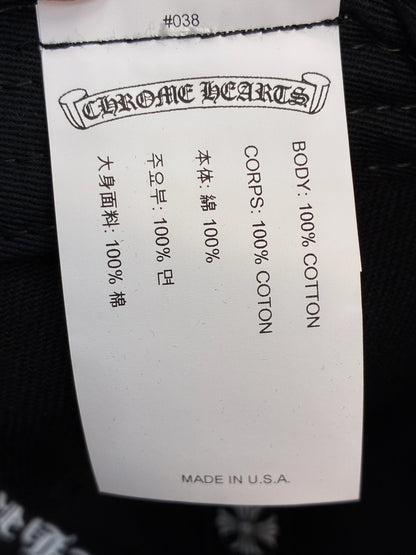 #038
CHROME HEARTS
BODY: 100% COTTON
CORPS: 100% COTON
本体: 綿 100%
주요부: 100% 면
大身面料: 100% 棉
MADE IN U.S.A.